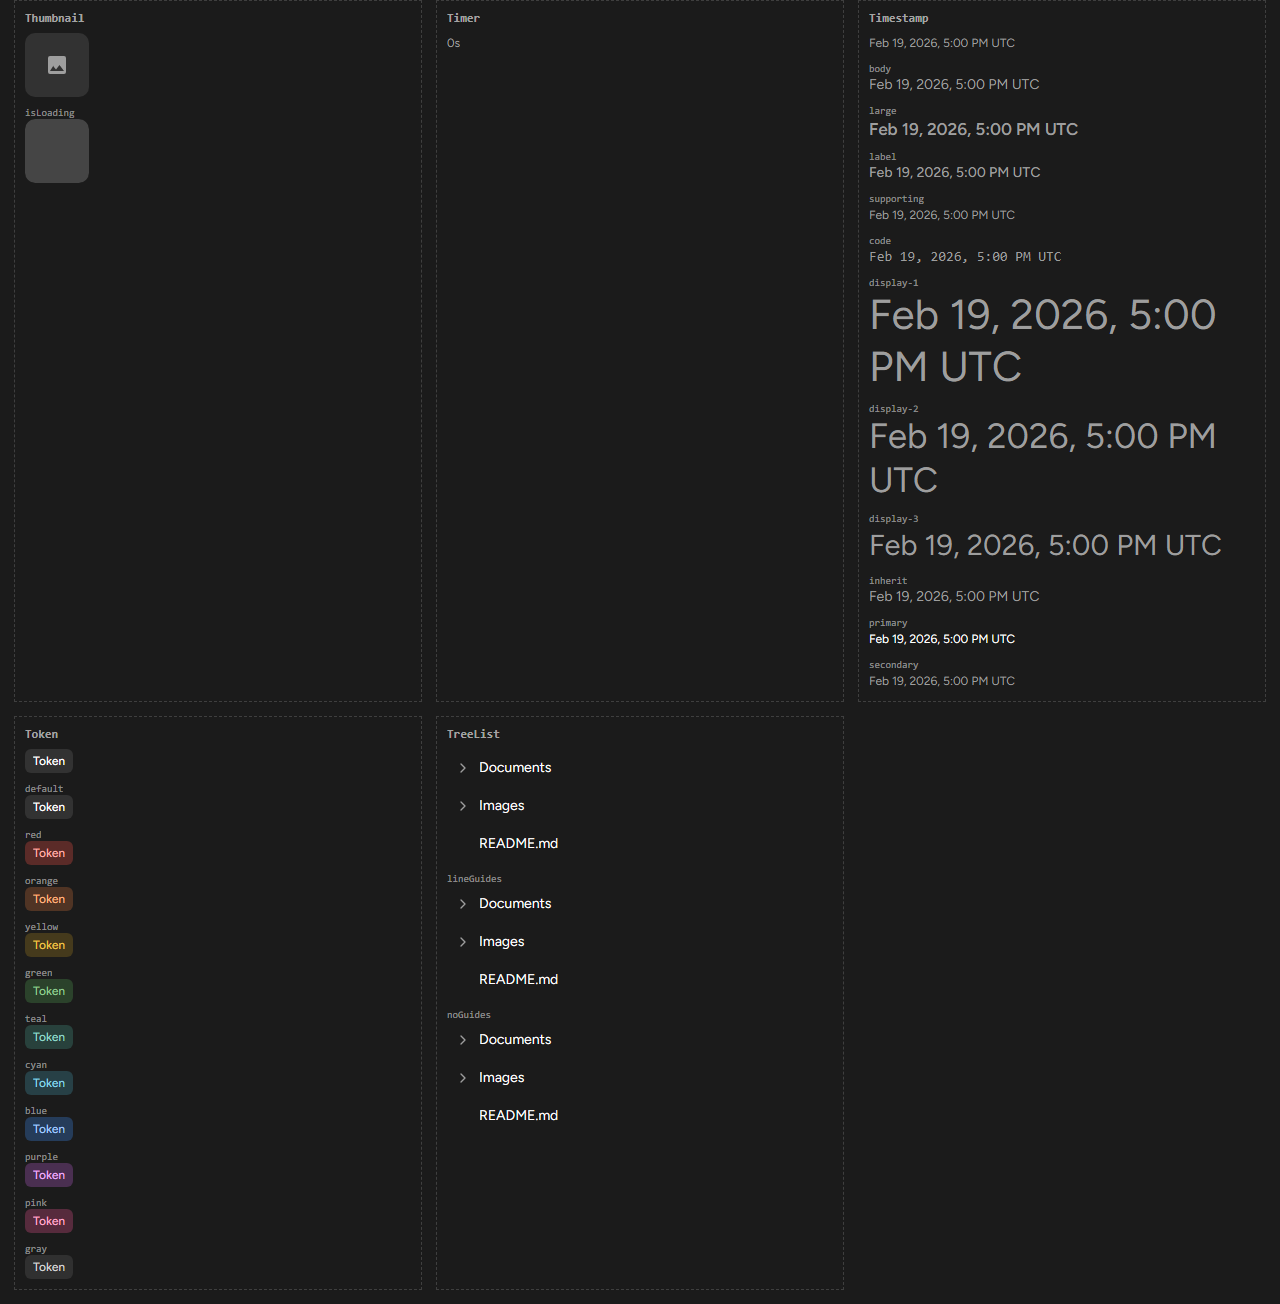 Thumbnail
isLoading
Timer
0s
Timestamp
Feb 19, 2026, 5:00 PM UTC
body
Feb 19, 2026, 5:00 PM UTC
large
Feb 19, 2026, 5:00 PM UTC
label
Feb 19, 2026, 5:00 PM UTC
supporting
Feb 19, 2026, 5:00 PM UTC
code
Feb 19, 2026, 5:00 PM UTC
display-1
Feb 19, 2026, 5:00
PM UTC
display-2
Feb 19, 2026, 5:00 PM
UTC
display-3
Feb 19, 2026, 5:00 PM UTC
inherit
Feb 19, 2026, 5:00 PM UTC
primary
Feb 19, 2026, 5:00 PM UTC
secondary
Feb 19, 2026, 5:00 PM UTC
Token
Token
default
Token
red
Token
orange
Token
yellow
Token
green
Token
teal
Token
cyan
Token
blue
Token
purple
Token
pink
Token
gray
Token
TreeList
Documents
Images
README.md
lineGuides
Documents
Images
README.md
noGuides
Documents
Images
README.md